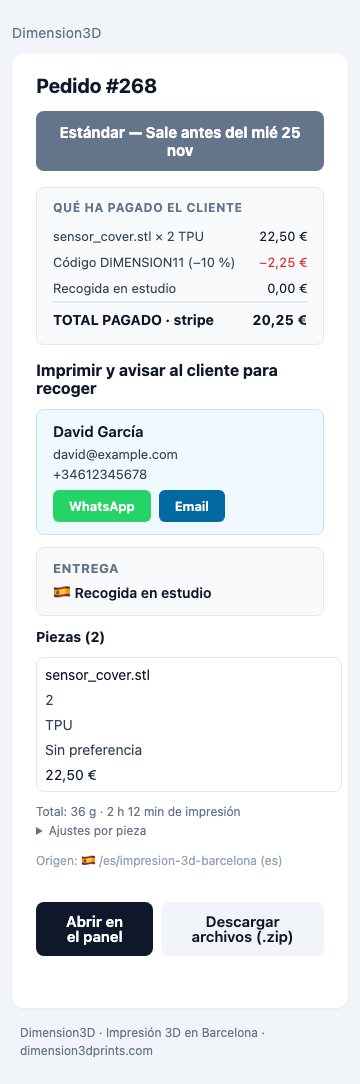 Dimension3D
Pedido #268
Estándar — Sale antes del mié 25
nov
QUÉ HA PAGADO EL CLIENTE
sensor_cover.stl × 2 TPU 22,50 €
Código DIMENSION11 (−10 %) −2,25 €
Recogida en estudio 0,00 €
TOTAL PAGADO · stripe 20,25 €
Imprimir y avisar al cliente para
recoger
David García
david@example.com
+34612345678
WhatsApp Email
ENTREGA
🇪🇸 Recogida en estudio
Piezas (2)
sensor_cover.stl
2
TPU
Sin preferencia
22,50 €
Total: 36 g · 2 h 12 min de impresión
▶ Ajustes por pieza
Origen: 🇪🇸 /es/impresion-3d-barcelona (es)
Abrir en
el panel
Descargar
archivos (.zip)
Dimension3D · Impresión 3D en Barcelona ·
dimension3dprints.com